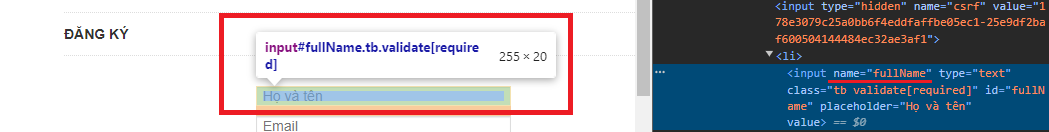 ĐĂNG KÝ
input#fullName.tb.validate[require
d]
255 × 20
Họ và tên
Email
<input type="hidden" name="csrf" value="1
78e3079c25a0bb6f4eddfaffbe05ec1-25e9df2ba
f600504144484ec32ae3af1">
▼<li>
<input name="fullName" type="text"
class="tb validate[required]" id="fullN
ame" placeholder="Họ và tên"
value> == $0